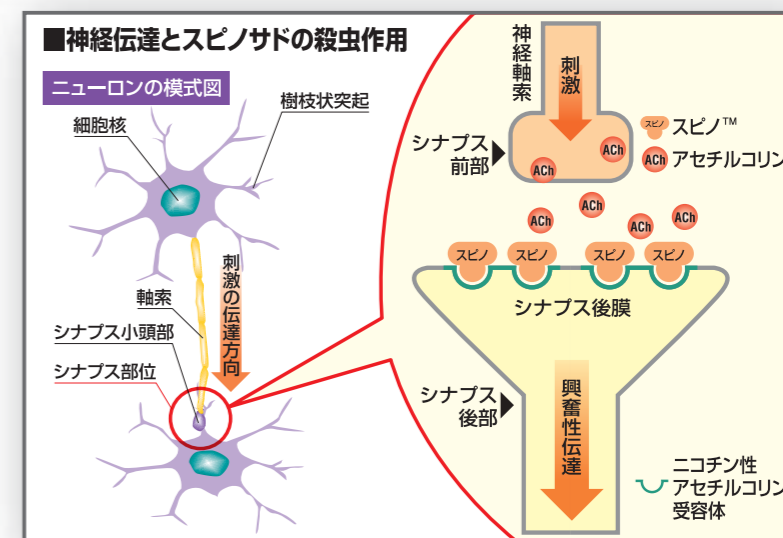 ■神経伝達とスピノサドの殺虫作用
ニューロンの模式図
樹枝状突起
細胞核
軸索
シナプス小頭部
シナプス部位
刺激の伝達方向
神経軸索
刺激
シナプス
前部
スピノ スピノ™
ACh アセチルコリン
ACh
ACh
ACh
ACh
ACh
ACh
スピノ
スピノ
スピノ
スピノ
シナプス後膜
シナプス
後部
興奮性伝達
ニコチン性
アセチルコリン
受容体